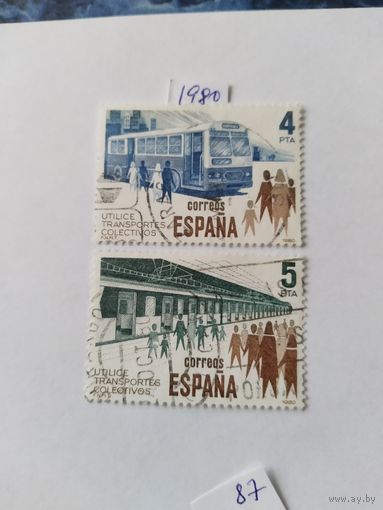 1980
4
PTA
correos
UTILICE
TRANSPORTES
COLECTIVOS
ESPAÑA
F.N.M.T.
1980
5
PTA
correos
UTILICE
TRANSPORTES
COLECTIVOS
ESPAÑA
1980
87
www.ay.by